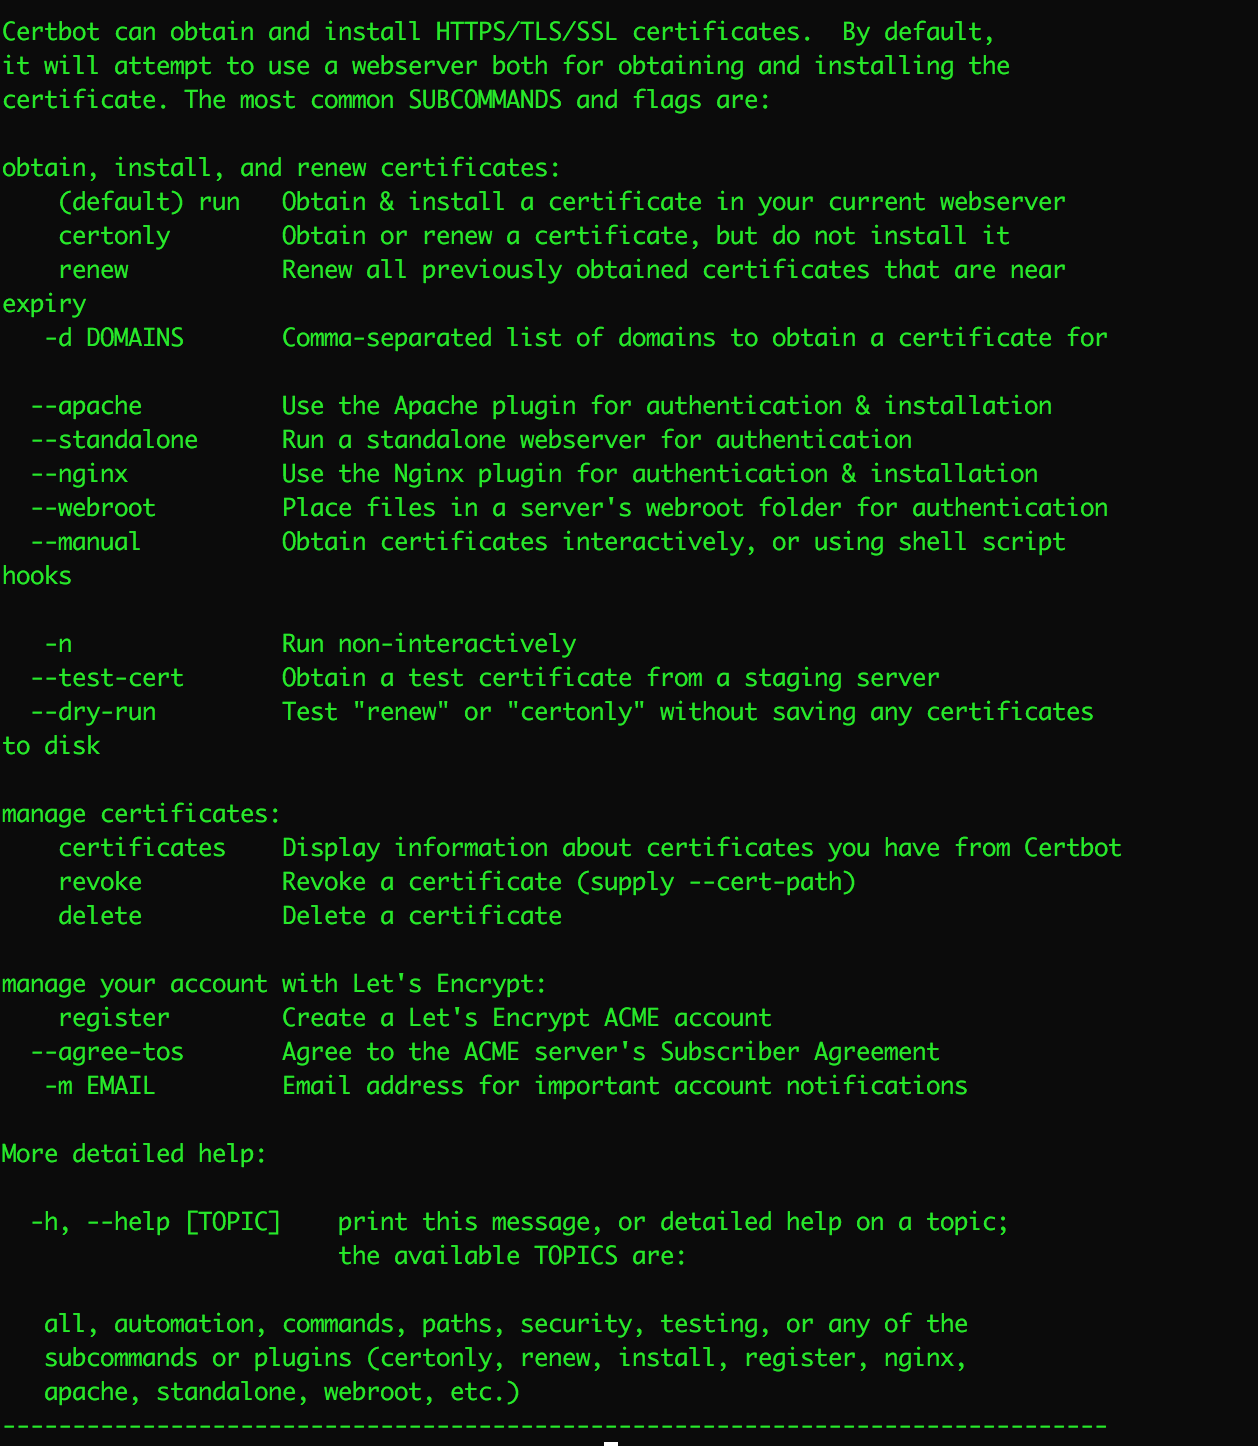 Certbot can obtain and install HTTPS/TLS/SSL certificates.  By default,
it will attempt to use a webserver both for obtaining and installing the
certificate. The most common SUBCOMMANDS and flags are:

obtain, install, and renew certificates:
    (default) run   Obtain & install a certificate in your current webserver
    certonly        Obtain or renew a certificate, but do not install it
    renew           Renew all previously obtained certificates that are near
expiry
   -d DOMAINS       Comma-separated list of domains to obtain a certificate for

  --apache          Use the Apache plugin for authentication & installation
  --standalone      Run a standalone webserver for authentication
  --nginx           Use the Nginx plugin for authentication & installation
  --webroot         Place files in a server's webroot folder for authentication
  --manual          Obtain certificates interactively, or using shell script
hooks

   -n               Run non-interactively
  --test-cert       Obtain a test certificate from a staging server
  --dry-run         Test "renew" or "certonly" without saving any certificates
to disk

manage certificates:
    certificates    Display information about certificates you have from Certbot
    revoke          Revoke a certificate (supply --cert-path)
    delete          Delete a certificate

manage your account with Let's Encrypt:
    register        Create a Let's Encrypt ACME account
  --agree-tos       Agree to the ACME server's Subscriber Agreement
   -m EMAIL         Email address for important account notifications

More detailed help:

  -h, --help [TOPIC]    print this message, or detailed help on a topic;
                        the available TOPICS are:

   all, automation, commands, paths, security, testing, or any of the
   subcommands or plugins (certonly, renew, install, register, nginx,
   apache, standalone, webroot, etc.)
-------------------------------------------------------------------------------